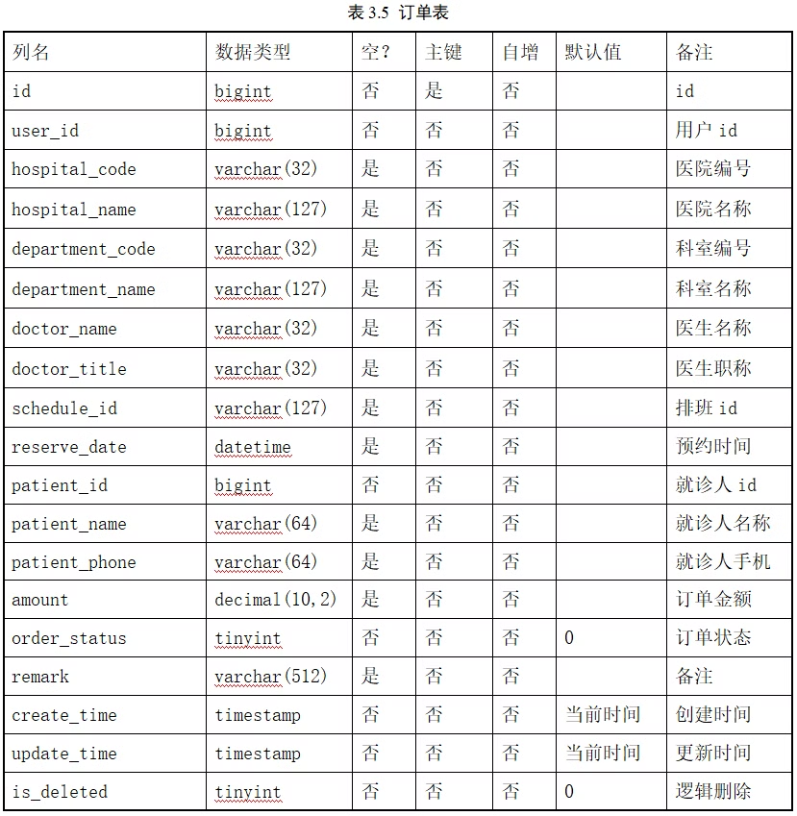 表 3.5 订单表
列名 数据类型 空? 主键 自增 默认值 备注
id bigint 否 是 否 id
user_id bigint 否 否 否 用户 id
hospital_code varchar(32) 是 否 否 医院编号
hospital_name varchar(127) 是 否 否 医院名称
department_code varchar(32) 是 否 否 科室编号
department_name varchar(127) 是 否 否 科室名称
doctor_name varchar(32) 是 否 否 医生名称
doctor_title varchar(32) 是 否 否 医生职称
schedule_id varchar(127) 是 否 否 排班 id
reserve_date datetime 是 否 否 预约时间
patient_id bigint 否 否 否 就诊人 id
patient_name varchar(64) 是 否 否 就诊人名称
patient_phone varchar(64) 是 否 否 就诊人手机
amount decimal(10,2) 是 否 否 订单金额
order_status tinyint 否 否 否 0 订单状态
remark varchar(512) 是 否 否 备注
create_time timestamp 否 否 否 当前时间 创建时间
update_time timestamp 否 否 否 当前时间 更新时间
is_deleted tinyint 否 否 否 0 逻辑删除